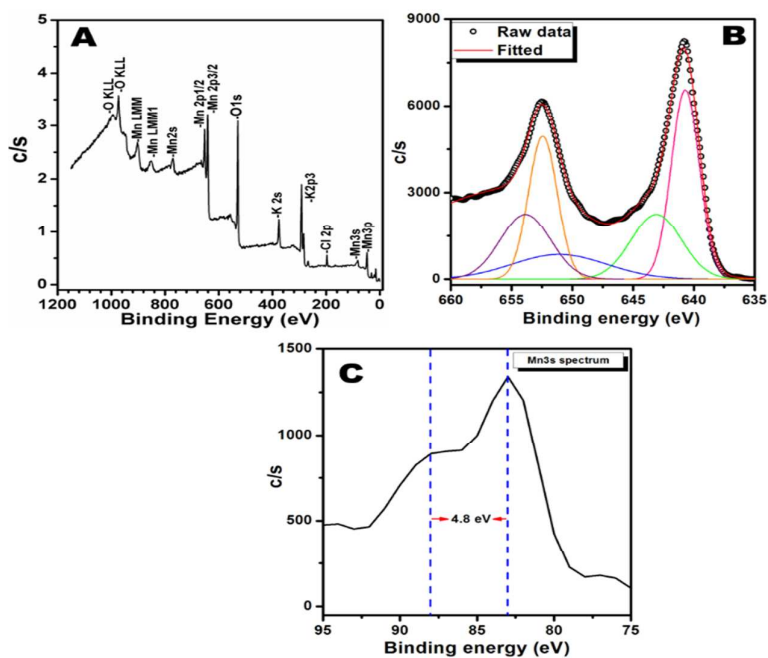 A
c/s
5
4
3
2
1
0
-O KLL
-O KLL
-Mn LMM
-Mn LMM1
-Mn2s
-Mn 2p1/2
-Mn 2p3/2
-O1s
-K 2s
-K2p3
-Cl 2p
-Mn3s
-Mn3p
1200 1000 800 600 400 200 0
Binding Energy (eV)
B
Raw data
Fitted
c/s
9000
6000
3000
0
660 655 650 645 640 635
Binding energy (eV)
C
Mn3s spectrum
c/s
1500
1000
500
0
4.8 eV
95 90 85 80 75
Binding energy (eV)